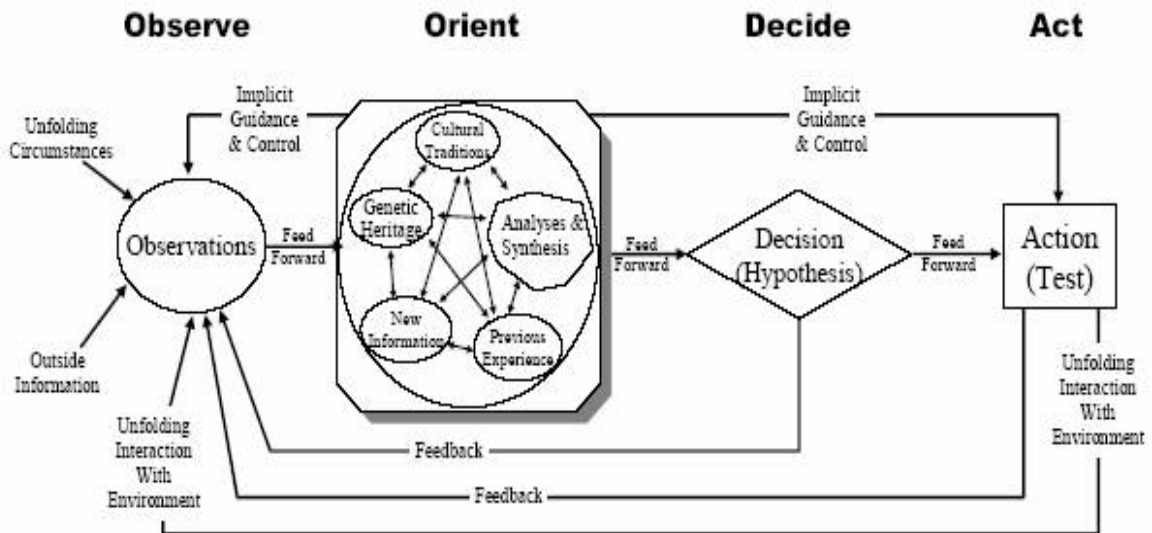 Observe
Orient
Decide
Act
Implicit
Guidance
& Control
Implicit
Guidance
& Control
Unfolding
Circumstances
Cultural
Traditions
Genetic
Heritage
Analyses &
Synthesis
New
Information
Previous
Experience
Observations
Feed
Forward
Feed
Forward
Decision
(Hypothesis)
Feed
Forward
Action
(Test)
Outside
Information
Unfolding
Interaction
With
Environment
Unfolding
Interaction
With
Environment
Feedback
Feedback